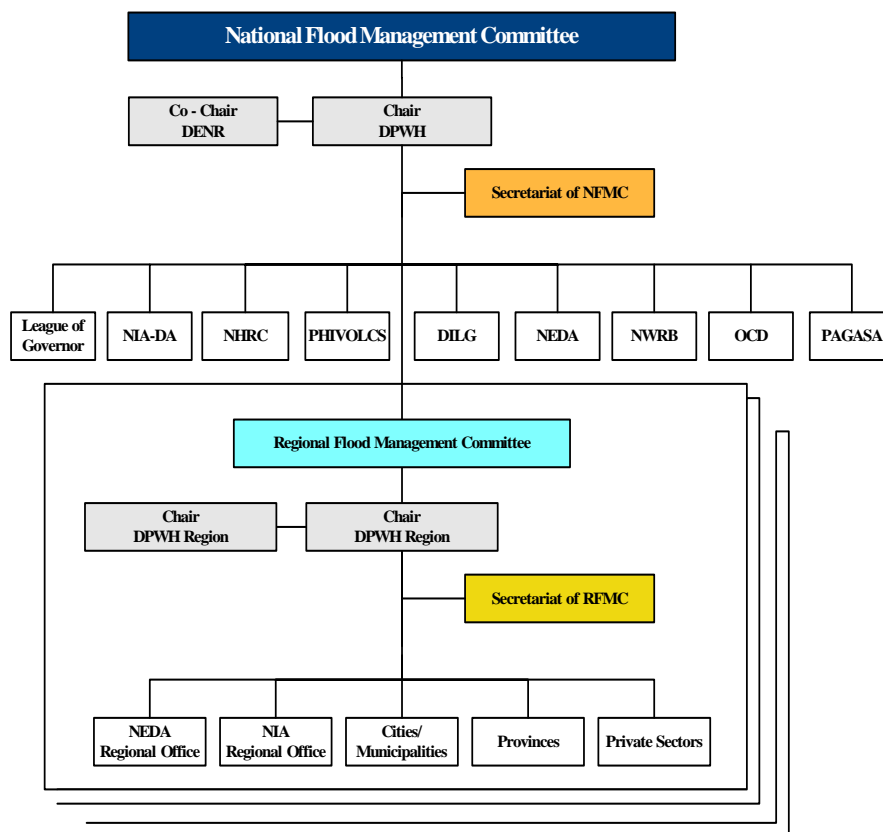 National Flood Management Committee
Co - Chair
DENR
Chair
DPWH
Secretariat of NFMC
League of
Governor
NIA-DA
NHRC
PHIVOLCS
DILG
NEDA
NWRB
OCD
PAGASA
Regional Flood Management Committee
Chair
DPWH Region
Chair
DPWH Region
Secretariat of RFMC
NEDA
Regional Office
NIA
Regional Office
Cities/
Municipalities
Provinces
Private Sectors